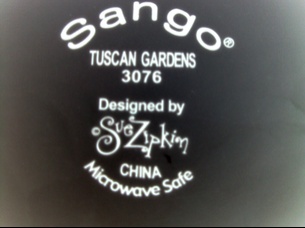 Sango®
TUSCAN GARDENS
3076
Designed by
©Sue Zipkin
CHINA
Microwave Safe